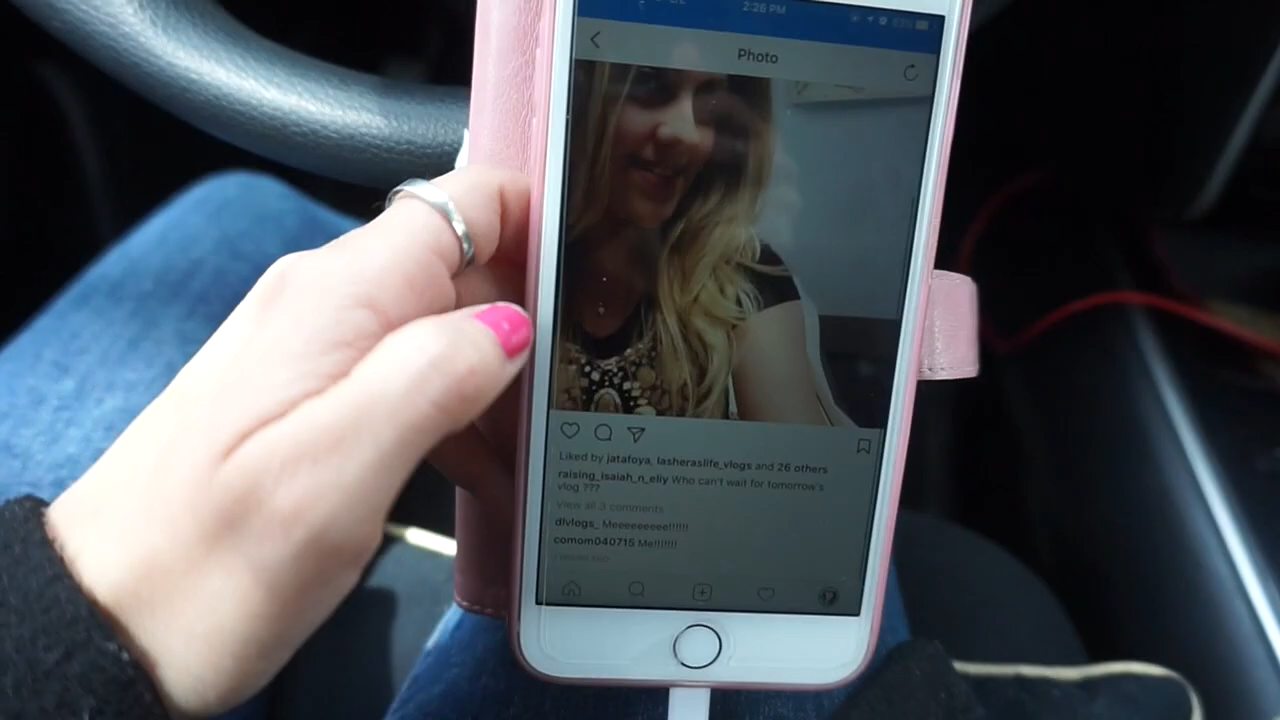 2:26 PM
Photo
Liked by jatafoya, lasheraslife_vlogs and 26 others
raising_isaiah_n_eliy Who can't wait for tomorrow's
vlog ???
View all 3 comments
dlvlogs_ Meeeeeeeee!!!!!!
comom040715 Me!!!!!!!